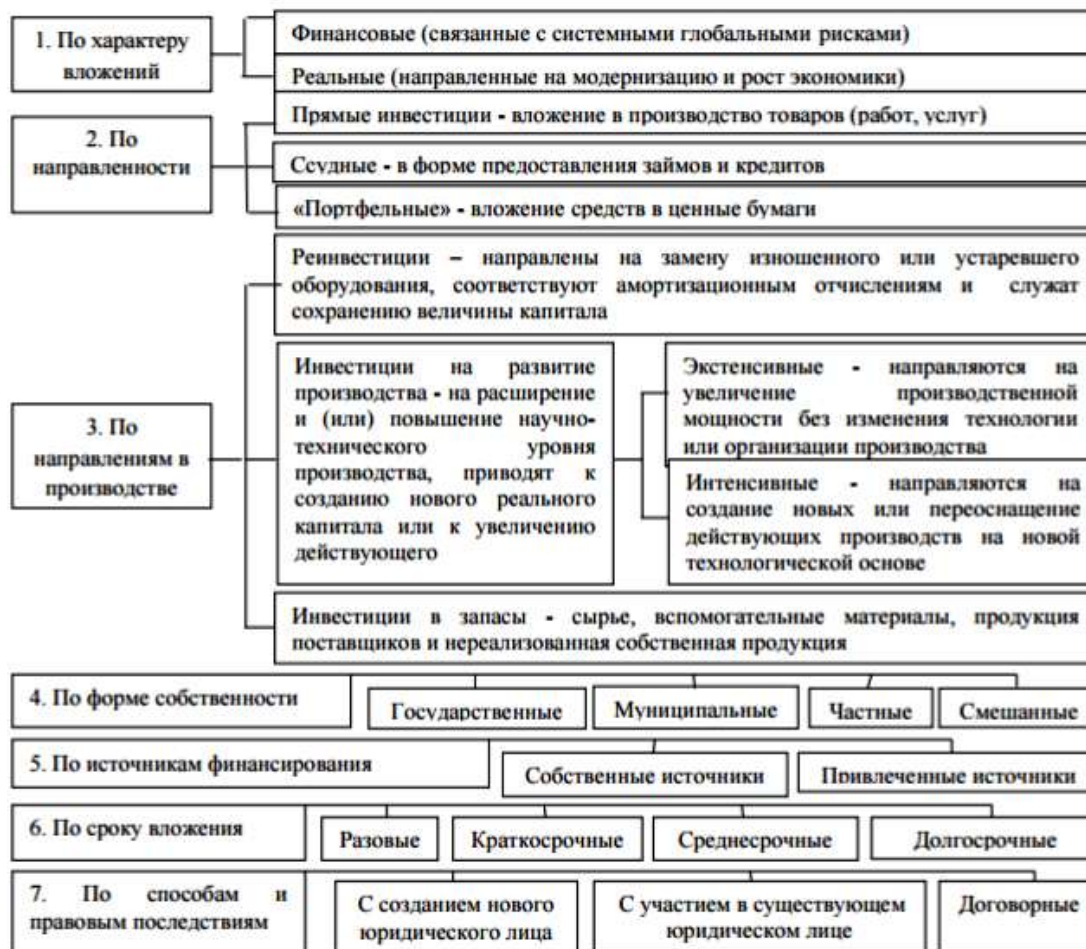 1. По характеру
вложений
Финансовые (связанные с системными глобальными рисками)
Реальные (направленные на модернизацию и рост экономики)
2. По
направленности
Прямые инвестиции - вложение в производство товаров (работ, услуг)
Ссудные - в форме предоставления займов и кредитов
«Портфельные» - вложение средств в ценные бумаги
3. По
направлениям в
производстве
Реинвестиции – направлены на замену изношенного или устаревшего
оборудования, соответствуют амортизационным отчислениям и служат
сохранению величины капитала
Инвестиции на развитие
производства - на расширение
и (или) повышение научно-
технического уровня
производства, приводят к
созданию нового реального
капитала или к увеличению
действующего
Экстенсивные - направляются на
увеличение производственной
мощности без изменения технологии
или организации производства
Интенсивные - направляются на
создание новых или переоснащение
действующих производств на новой
технологической основе
Инвестиции в запасы - сырье, вспомогательные материалы, продукция
поставщиков и нереализованная собственная продукция
4. По форме собственности
Государственные
Муниципальные
Частные
Смешанные
5. По источникам финансирования
Собственные источники
Привлеченные источники
6. По сроку вложения
Разовые
Краткосрочные
Среднесрочные
Долгосрочные
7. По способам и
правовым последствиям
С созданием нового
юридического лица
С участием в существующем
юридическом лице
Договорные